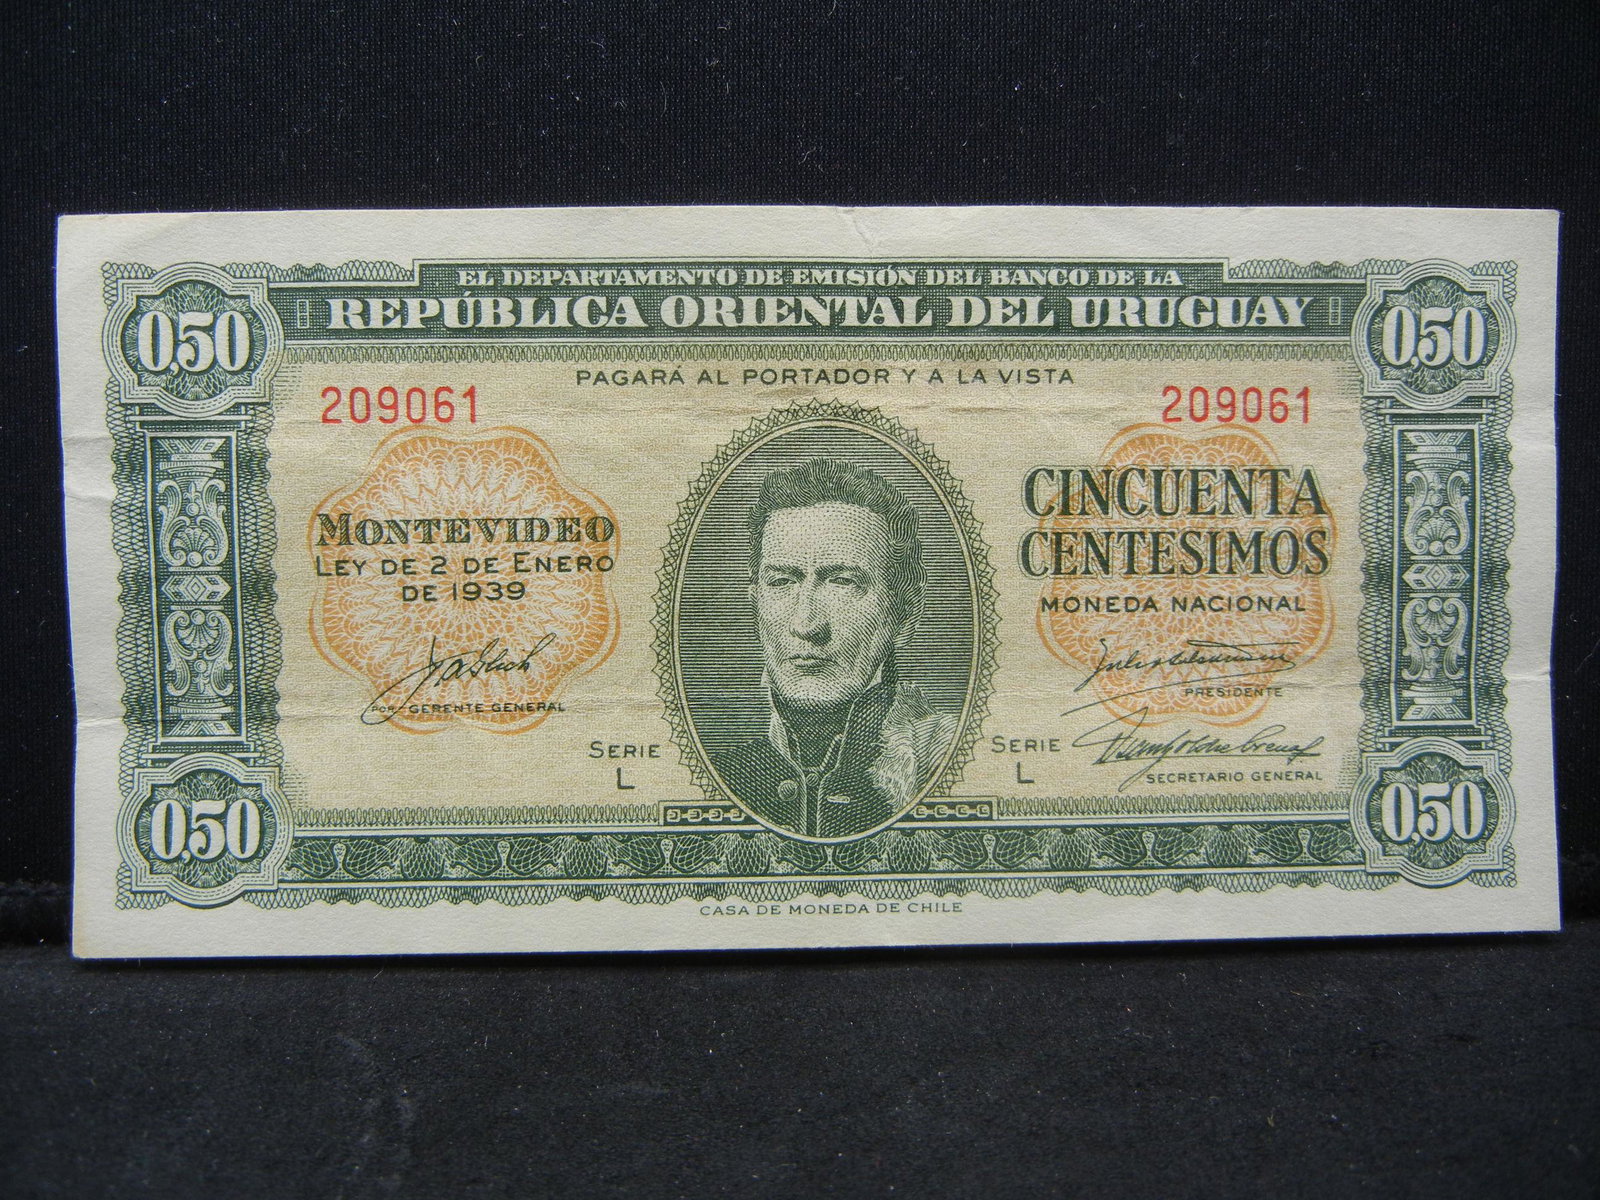 EL DEPARTAMENTO DE EMISIÓN DEL BANCO DE LA
REPÚBLICA ORIENTAL DEL URUGUAY
0,50
0,50
PAGARÁ AL PORTADOR Y A LA VISTA
209061
209061
MONTEVIDEO
LEY DE 2 DE ENERO
DE 1939
CINCUENTA
CENTESIMOS
MONEDA NACIONAL
POR GERENTE GENERAL
PRESIDENTE
SERIE
L
SERIE
L
SECRETARIO GENERAL
0,50
0,50
CASA DE MONEDA DE CHILE